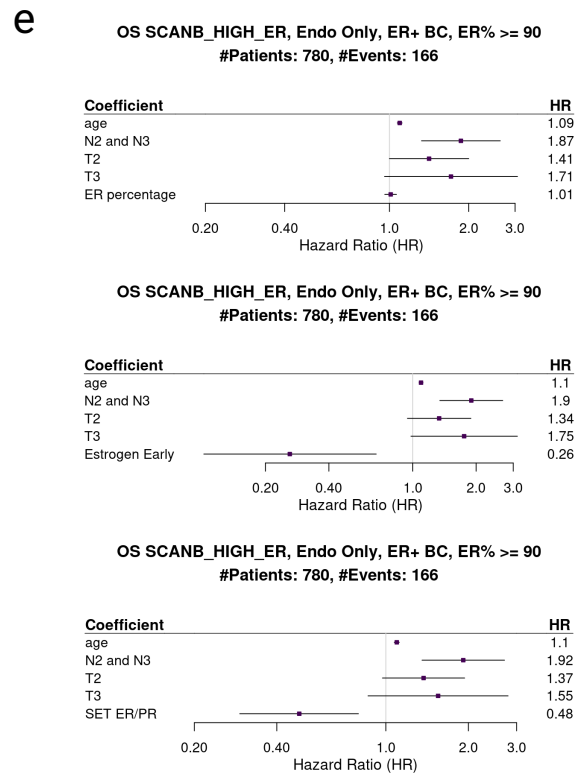 e
OS SCANB_HIGH_ER, Endo Only, ER+ BC, ER% >= 90
#Patients: 780, #Events: 166
Coefficient HR
age 1.09
N2 and N3 1.87
T2 1.41
T3 1.71
ER percentage 1.01
0.20 0.40 1.0 2.0 3.0
Hazard Ratio (HR)
OS SCANB_HIGH_ER, Endo Only, ER+ BC, ER% >= 90
#Patients: 780, #Events: 166
Coefficient HR
age 1.1
N2 and N3 1.9
T2 1.34
T3 1.75
Estrogen Early 0.26
0.20 0.40 1.0 2.0 3.0
Hazard Ratio (HR)
OS SCANB_HIGH_ER, Endo Only, ER+ BC, ER% >= 90
#Patients: 780, #Events: 166
Coefficient HR
age 1.1
N2 and N3 1.92
T2 1.37
T3 1.55
SET ER/PR 0.48
0.20 0.40 1.0 2.0 3.0
Hazard Ratio (HR)